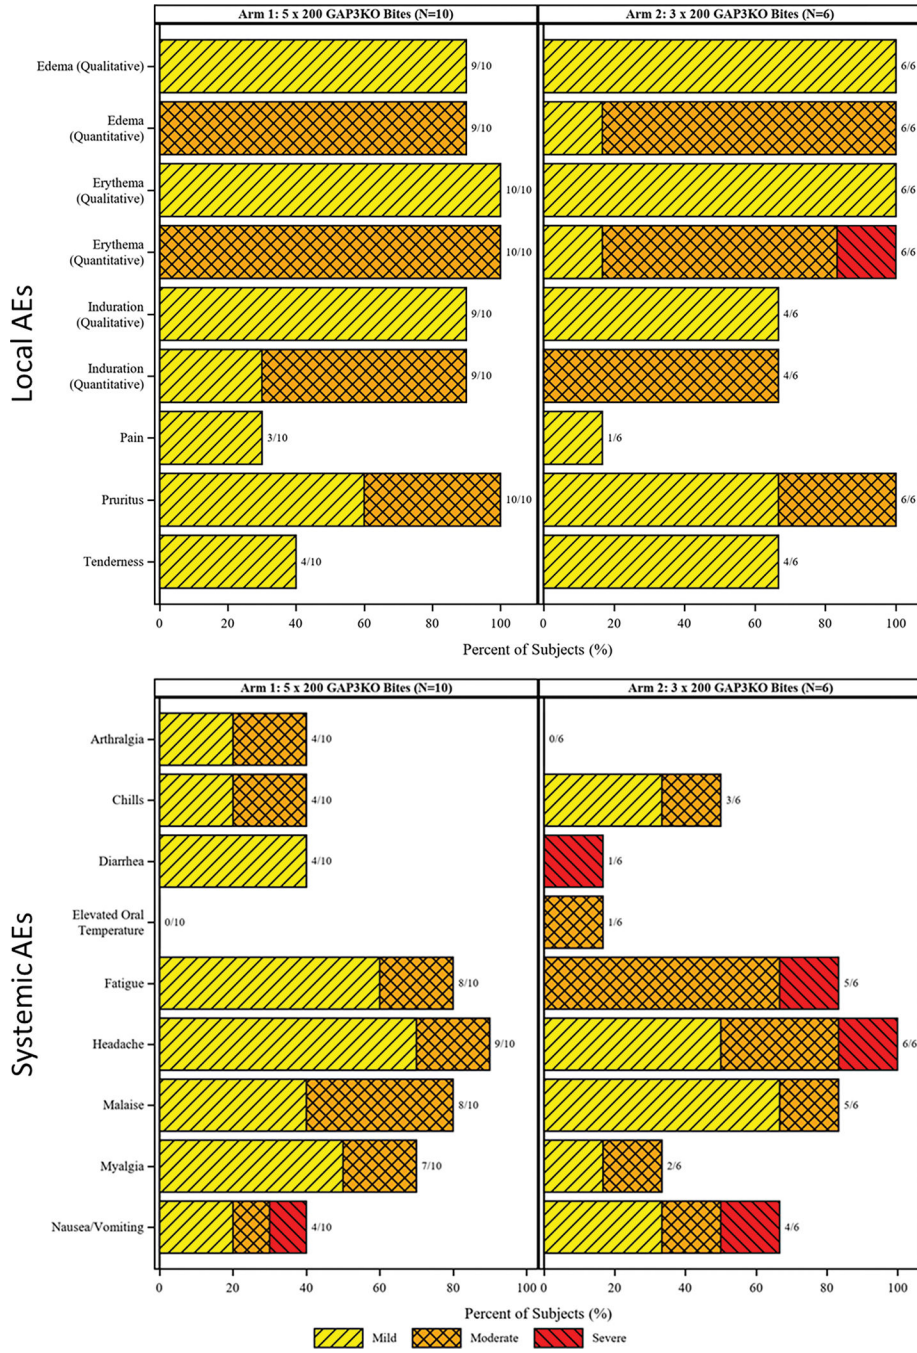 Arm 1: 5 x 200 GAP3KO Bites (N=10)
Arm 2: 3 x 200 GAP3KO Bites (N=6)
Local AEs
Edema (Qualitative)
9/10
6/6
Edema
(Quantitative)
9/10
6/6
Erythema
(Qualitative)
10/10
6/6
Erythema
(Quantitative)
10/10
6/6
Induration
(Qualitative)
9/10
4/6
Induration
(Quantitative)
9/10
4/6
Pain
3/10
1/6
Pruritus
10/10
6/6
Tenderness
4/10
4/6
0 20 40 60 80 100
0 20 40 60 80 100
Percent of Subjects (%)
Arm 1: 5 x 200 GAP3KO Bites (N=10)
Arm 2: 3 x 200 GAP3KO Bites (N=6)
Systemic AEs
Arthralgia
4/10
0/6
Chills
4/10
3/6
Diarrhea
4/10
1/6
Elevated Oral
Temperature
0/10
1/6
Fatigue
8/10
5/6
Headache
9/10
6/6
Malaise
8/10
5/6
Myalgia
7/10
2/6
Nausea/Vomiting
4/10
4/6
0 20 40 60 80 100
0 20 40 60 80 100
Percent of Subjects (%)
Mild Moderate Severe